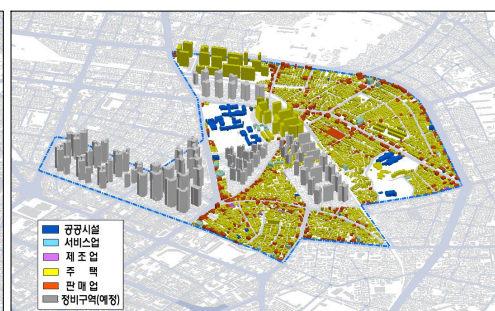 공공시설
서비스업
제 조 업
주 택
판 매 업
정비구역(예정)